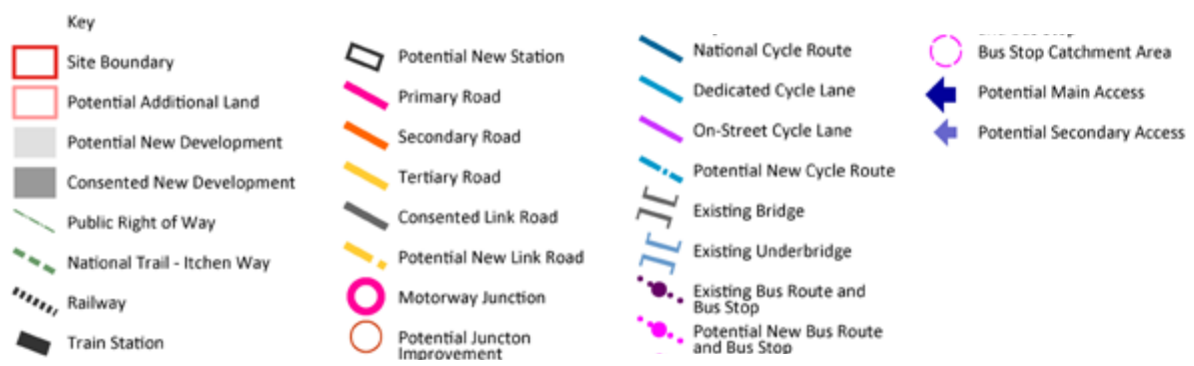 Key
Site Boundary
Potential Additional Land
Potential New Development
Consented New Development
Public Right of Way
National Trail - Itchen Way
Railway
Train Station
Potential New Station
Primary Road
Secondary Road
Tertiary Road
Consented Link Road
Potential New Link Road
Motorway Junction
Potential Juncton
Improvement
National Cycle Route
Dedicated Cycle Lane
On-Street Cycle Lane
Potential New Cycle Route
Existing Bridge
Existing Underbridge
Existing Bus Route and
Bus Stop
Potential New Bus Route
and Bus Stop
Bus Stop Catchment Area
Potential Main Access
Potential Secondary Access